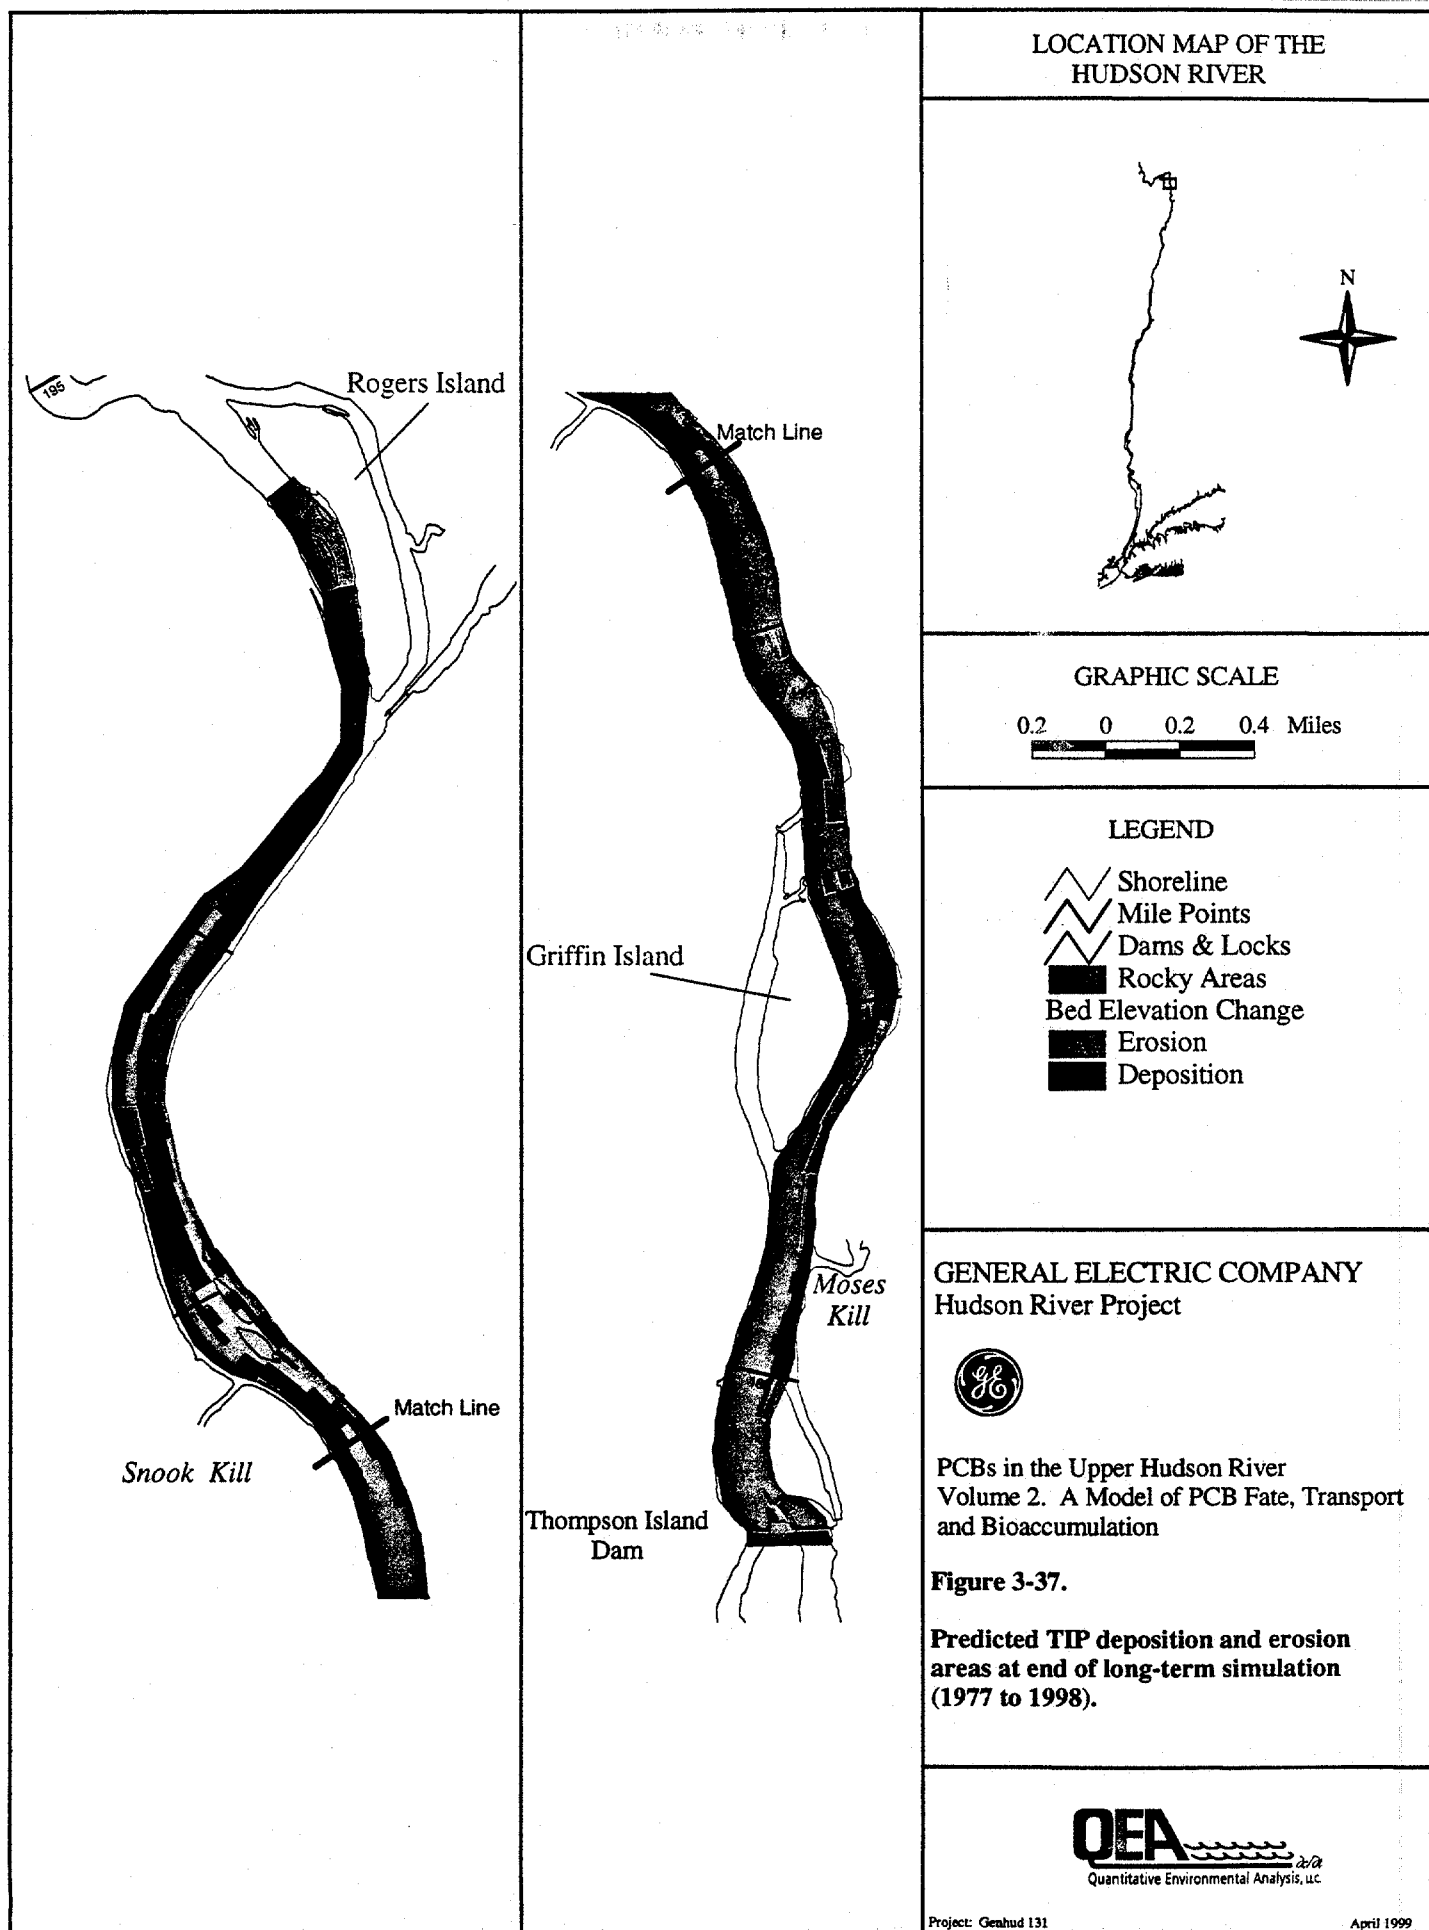 195
Rogers Island
Match Line
Snook Kill
Match Line
Griffin Island
Moses
Kill
Thompson Island
Dam
LOCATION MAP OF THE
HUDSON RIVER
N
GRAPHIC SCALE
0.2 0 0.2 0.4 Miles
LEGEND
Shoreline
Mile Points
Dams & Locks
Rocky Areas
Bed Elevation Change
Erosion
Deposition
GENERAL ELECTRIC COMPANY
Hudson River Project
GE
PCBs in the Upper Hudson River
Volume 2. A Model of PCB Fate, Transport
and Bioaccumulation
Figure 3-37.
Predicted TIP deposition and erosion
areas at end of long-term simulation
(1977 to 1998).
QEA
Quantitative Environmental Analysis, LLC
Project: Genhud 131
April 1999